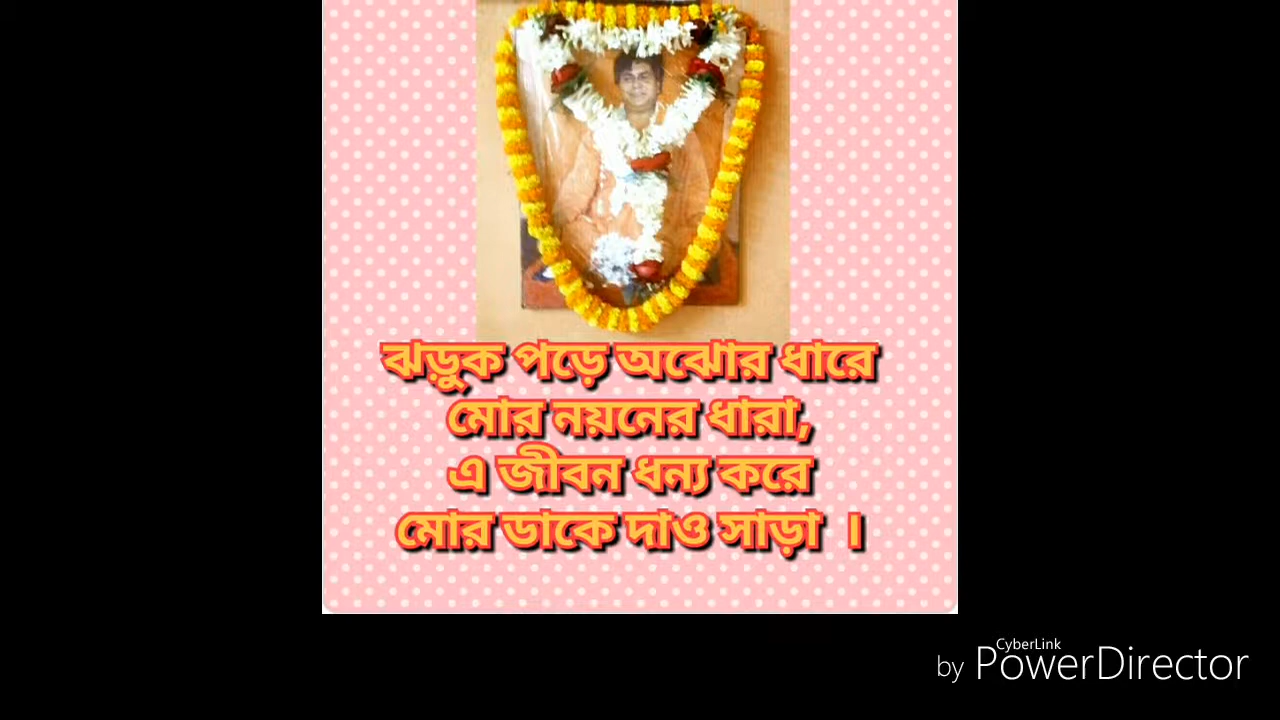 ঝড়ুক পড়ে অঝোর ধারে
মোর নয়নের ধারা,
এ জীবন ধন্য করে
মোর ডাকে দাও সাড়া ।
CyberLink
by PowerDirector